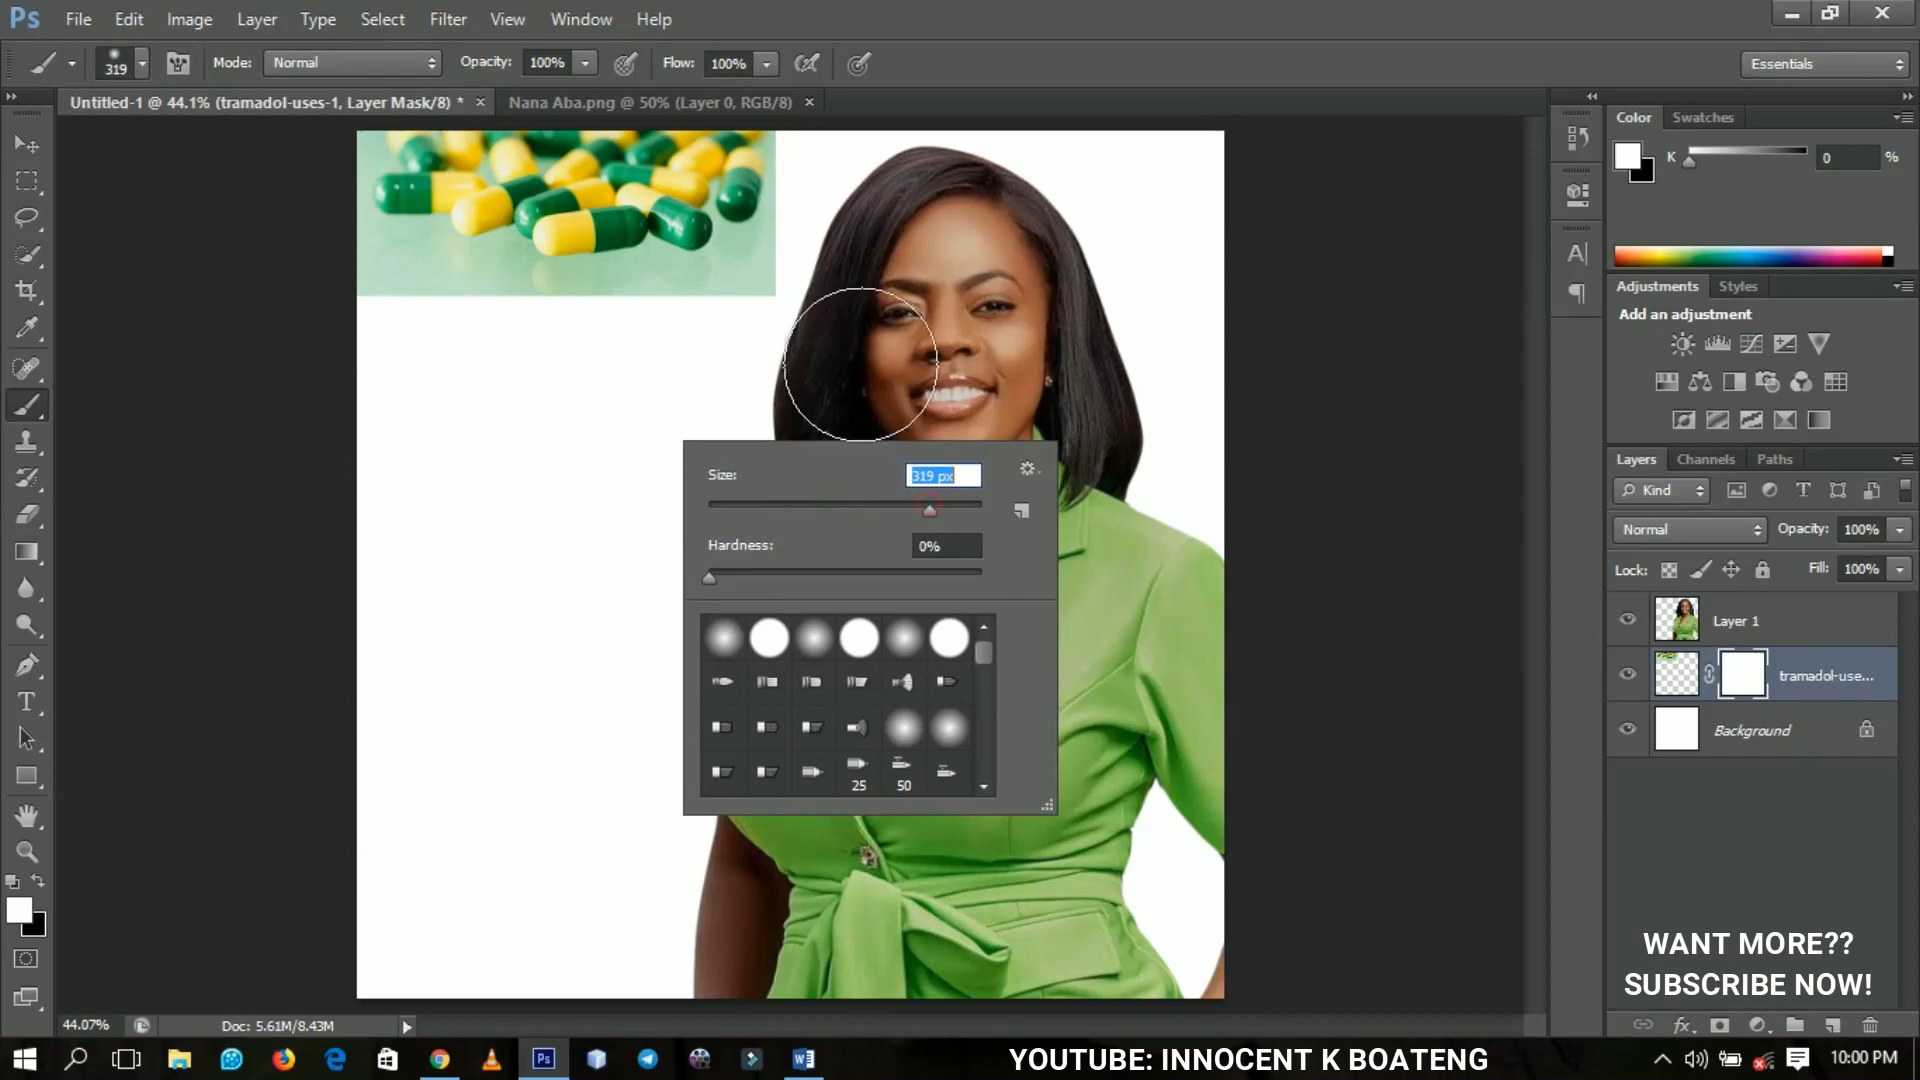 Ps File Edit Image Layer Type Select Filter View Window Help
319 Mode: Normal Opacity: 100% Flow: 100% Essentials
Untitled-1 @ 44.1% (tramadol-uses-1, Layer Mask/8) * × Nana Aba.png @ 50% (Layer 0, RGB/8) ×
Color Swatches
K 0 %
Adjustments Styles
Add an adjustment
Size: 319 px
Hardness: 0%
25 50
Layers Channels Paths
Kind
Normal Opacity: 100%
Lock: Fill: 100%
Layer 1
tramadol-use...
Background
WANT MORE??
SUBSCRIBE NOW!
44.07% Doc: 5.61M/8.43M
YOUTUBE: INNOCENT K BOATENG
10:00 PM